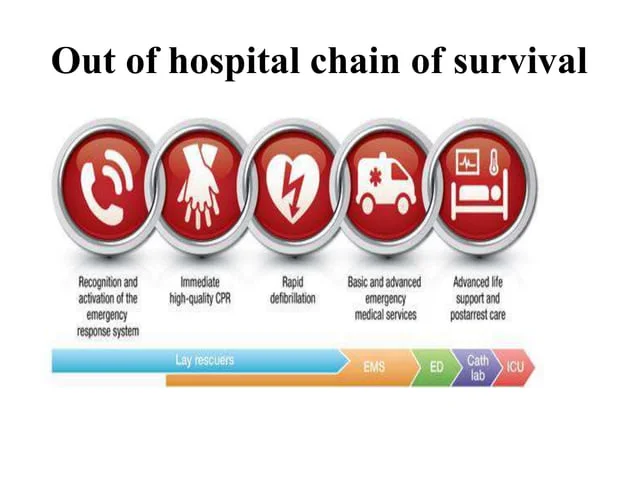 Out of hospital chain of survival
Recognition and
activation of the
emergency
response system
Immediate
high-quality CPR
Rapid
defibrillation
Basic and advanced
emergency
medical services
Advanced life
support and
postarrest care
Lay rescuers
EMS
ED
Cath
lab
ICU